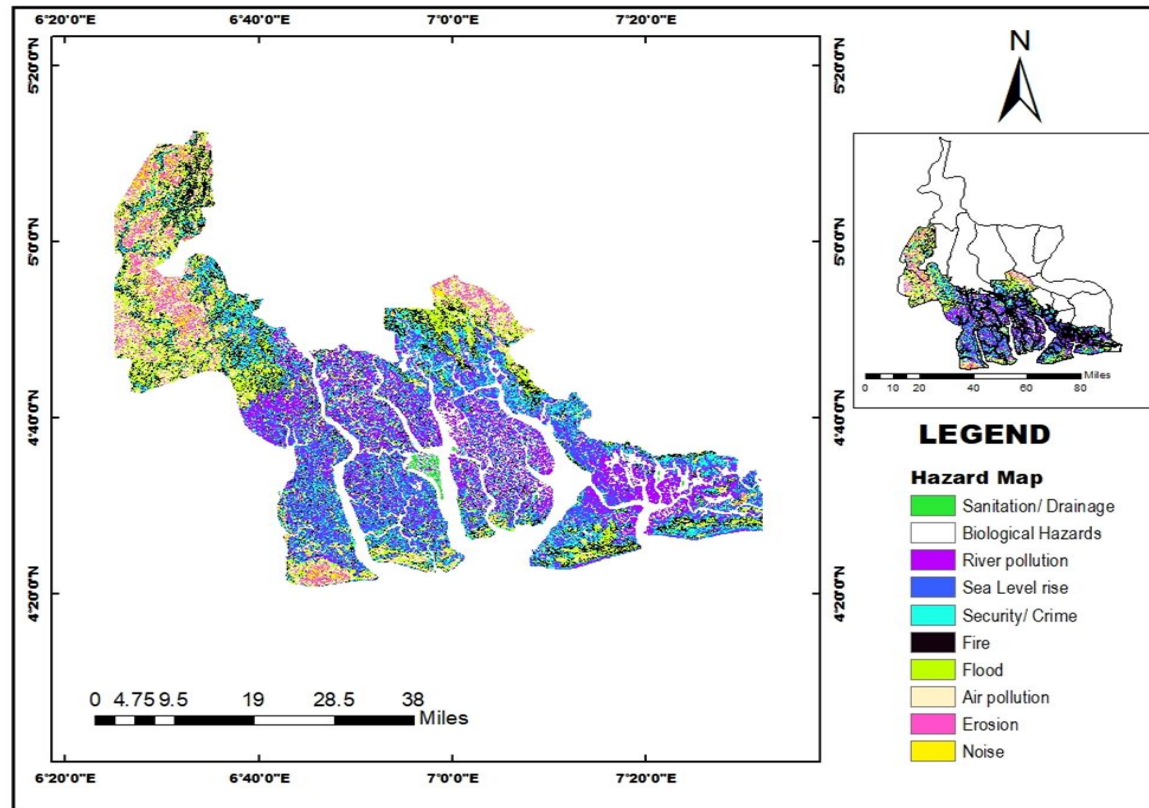 6°20'0"E 6°40'0"E 7°0'0"E 7°20'0"E
5°20'0"N 5°20'0"N
5°0'0"N 5°0'0"N
4°40'0"N 4°40'0"N
4°20'0"N 4°20'0"N
0 4.75 9.5 19 28.5 38
Miles
6°20'0"E 6°40'0"E 7°0'0"E 7°20'0"E
N
Miles
0 10 20 40 60 80
LEGEND
Hazard Map
Sanitation/ Drainage
Biological Hazards
River pollution
Sea Level rise
Security/ Crime
Fire
Flood
Air pollution
Erosion
Noise